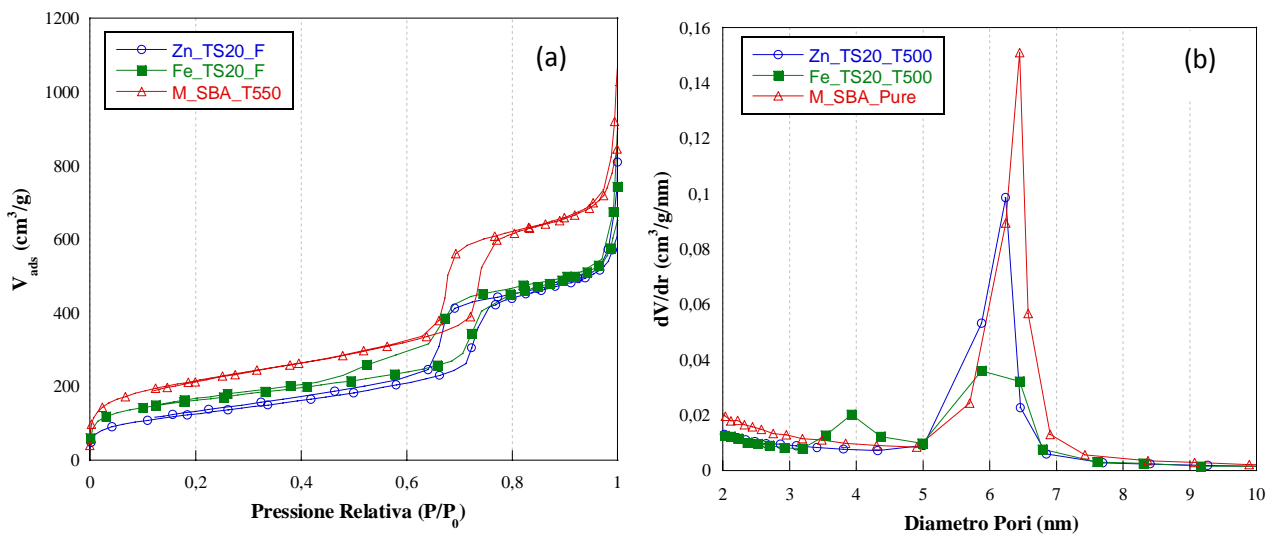 (a)
Zn_TS20_F
Fe_TS20_F
M_SBA_T550
V_ads (cm³/g)
1200
1000
800
600
400
200
0
0 0,2 0,4 0,6 0,8 1
Pressione Relativa (P/P₀)
(b)
Zn_TS20_T500
Fe_TS20_T500
M_SBA_Pure
dV/dr (cm³/g/nm)
0,16
0,14
0,12
0,1
0,08
0,06
0,04
0,02
0
2 3 4 5 6 7 8 9 10
Diametro Pori (nm)